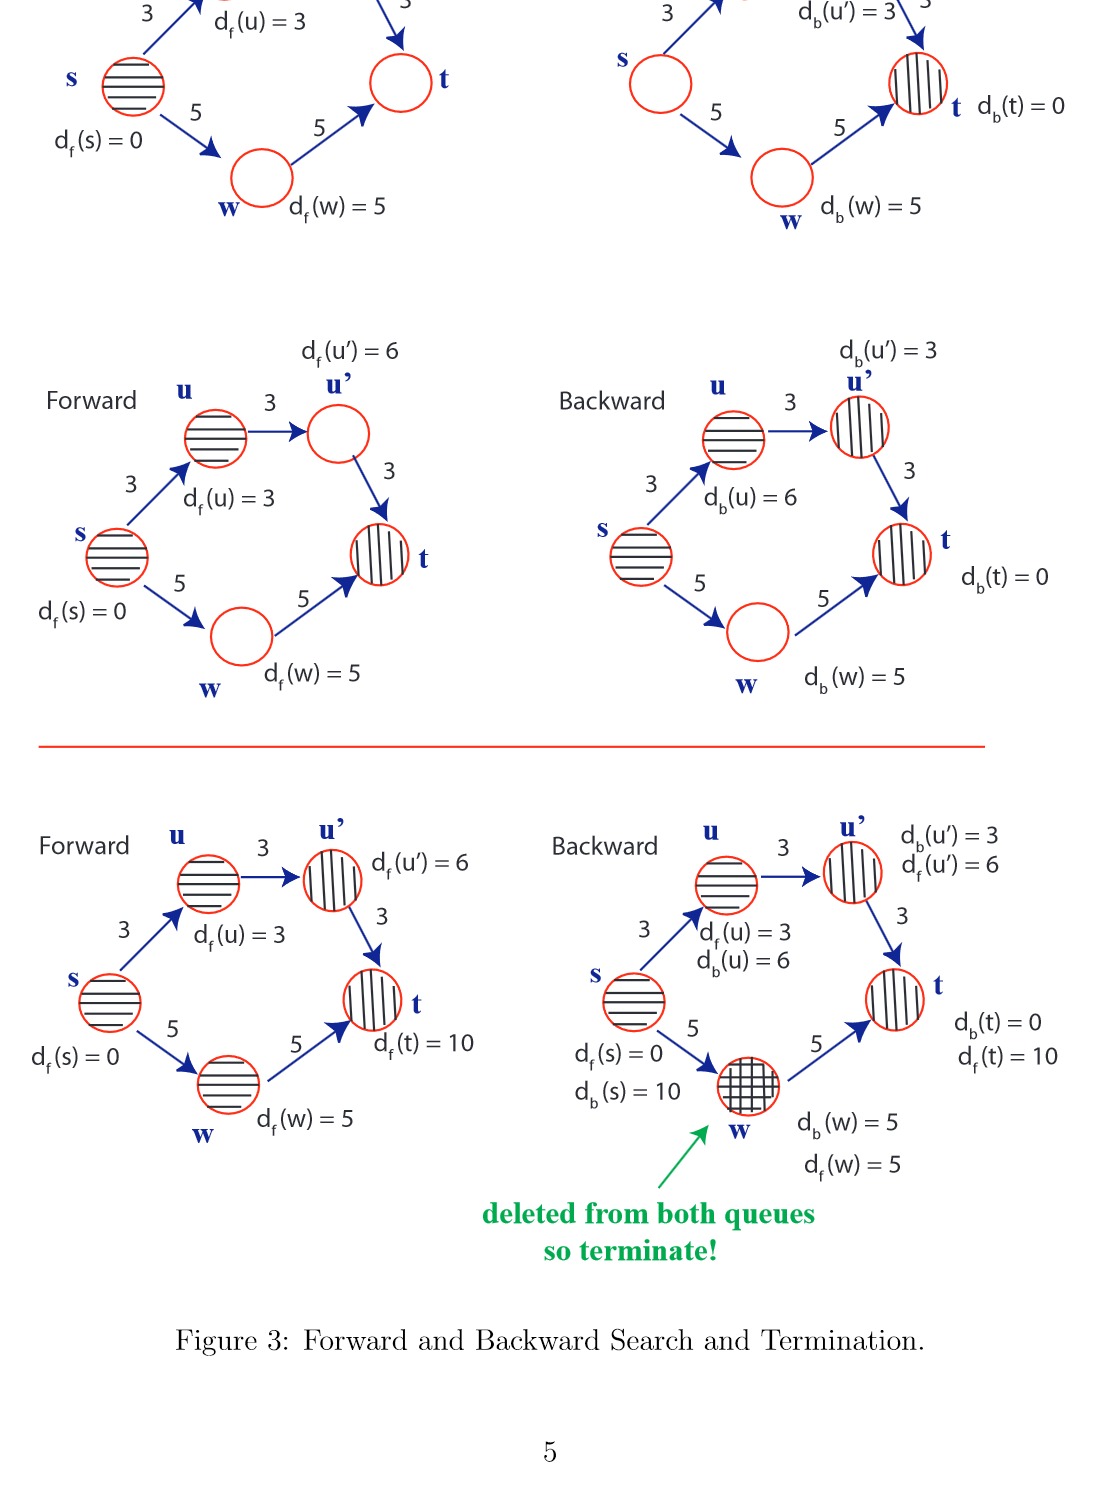 3
d_f(u) = 3
3
s
t
5
5
d_f(s) = 0
w
d_f(w) = 5
3
d_b(u') = 3
3
s
5
5
t
d_b(t) = 0
d_b(w) = 5
w
d_f(u') = 6
Forward
u
u'
3
3
3
d_f(u) = 3
s
t
5
5
d_f(s) = 0
d_f(w) = 5
w
d_b(u') = 3
Backward
u
u'
3
3
3
d_b(u) = 6
s
t
5
5
d_b(t) = 0
w
d_b(w) = 5
Forward
u
u'
3
d_f(u') = 6
3
3
d_f(u) = 3
s
t
5
5
d_f(t) = 10
d_f(s) = 0
d_f(w) = 5
w
Backward
u
u'
d_b(u') = 3
d_f(u') = 6
3
3
3
d_f(u) = 3
d_b(u) = 6
s
t
5
5
d_b(t) = 0
d_f(t) = 10
d_f(s) = 0
d_b(s) = 10
w
d_b(w) = 5
d_f(w) = 5
deleted from both queues
so terminate!
Figure 3: Forward and Backward Search and Termination.
5